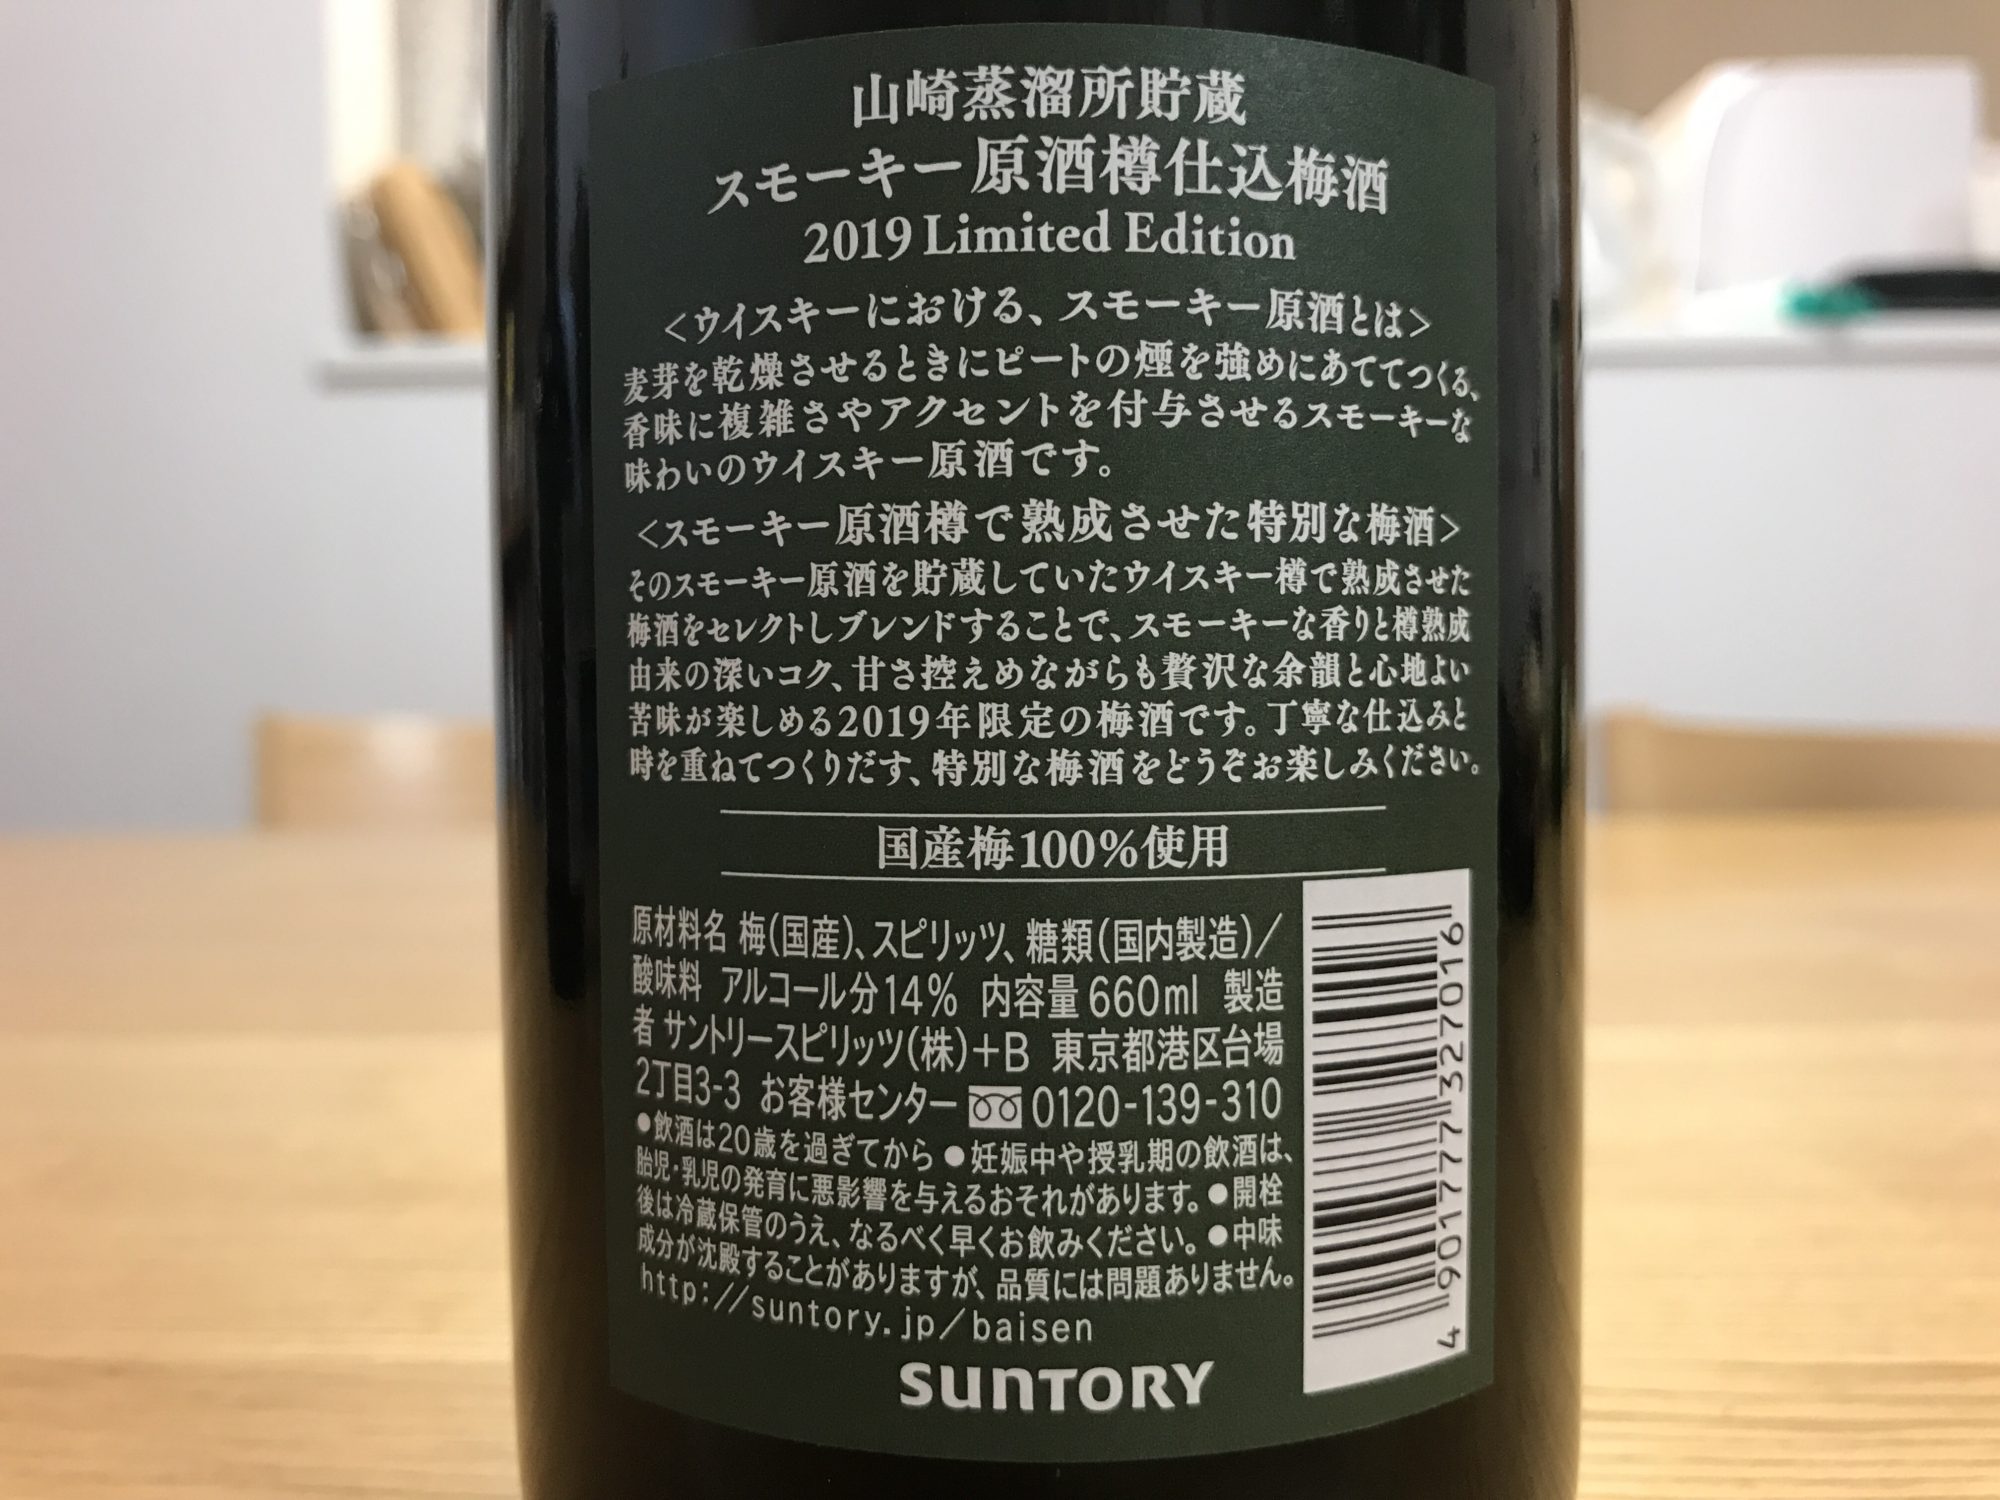 山崎蒸溜所貯蔵
スモーキー原酒樽仕込梅酒
2019 Limited Edition
＜ウイスキーにおける、スモーキー原酒とは＞
麦芽を乾燥させるときにピートの煙を強めにあててつくる、
香味に複雑さやアクセントを付与させるスモーキーな
味わいのウイスキー原酒です。
＜スモーキー原酒樽で熟成させた特別な梅酒＞
そのスモーキー原酒を貯蔵していたウイスキー樽で熟成させた
梅酒をセレクトしブレンドすることで、スモーキーな香りと樽熟成
由来の深いコク、甘さ控えめながらも贅沢な余韻と心地よい
苦味が楽しめる2019年限定の梅酒です。丁寧な仕込みと
時を重ねてつくりだす、特別な梅酒をどうぞお楽しみください。
国産梅100%使用
原材料名 梅(国産)、スピリッツ、糖類(国内製造)／
酸味料 アルコール分14% 内容量660ml 製造
者 サントリースピリッツ(株)+B 東京都港区台場
2丁目3-3 お客様センター 0120-139-310
●飲酒は20歳を過ぎてから ●妊娠中や授乳期の飲酒は、
胎児・乳児の発育に悪影響を与えるおそれがあります。●開栓
後は冷蔵保管のうえ、なるべく早くお飲みください。●中味
成分が沈殿することがありますが、品質には問題ありません。
http://suntory.jp/baisen
SUNTORY
4 901777 327016